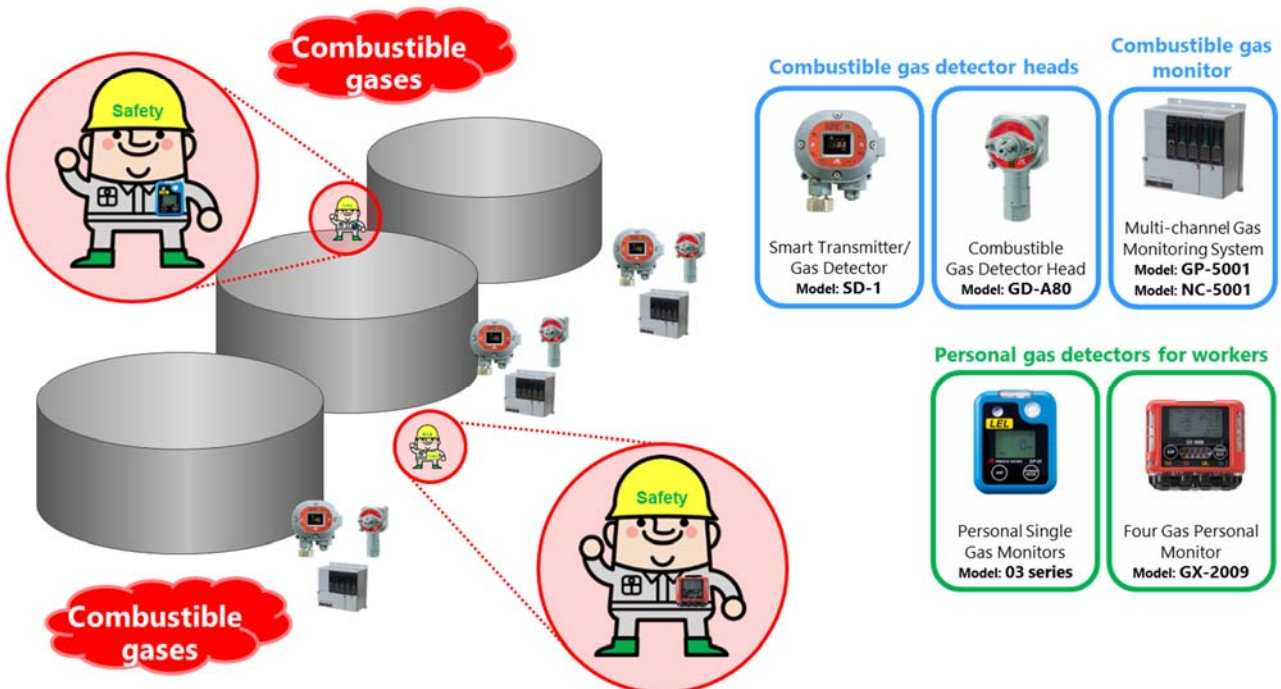 Combustible
gases
Safety
Combustible gas detector heads
Combustible gas
monitor
Smart Transmitter/
Gas Detector
Model: SD-1
Combustible
Gas Detector Head
Model: GD-A80
Multi-channel Gas
Monitoring System
Model: GP-5001
Model: NC-5001
Personal gas detectors for workers
LEL
Personal Single
Gas Monitors
Model: 03 series
Four Gas Personal
Monitor
Model: GX-2009
Safety
Combustible
gases